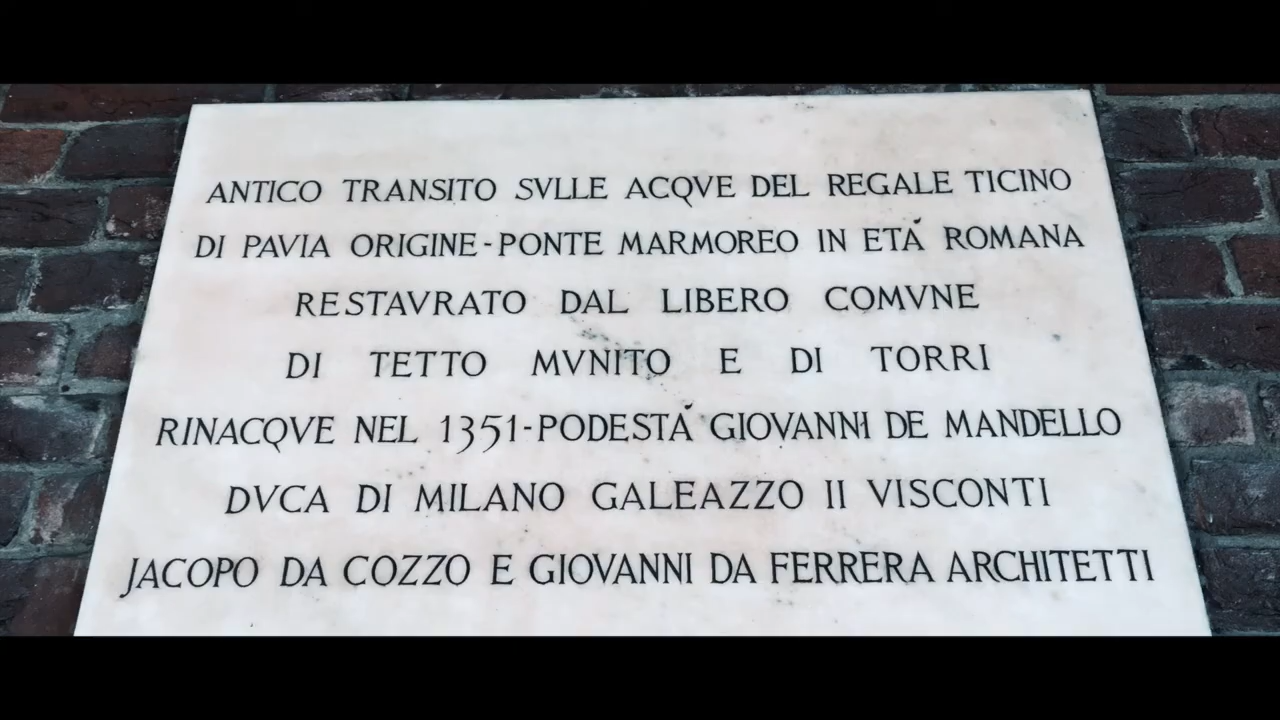 ANTICO TRANSITO SVLLE ACQVE DEL REGALE TICINO
DI PAVIA ORIGINE-PONTE MARMOREO IN ETÁ ROMANA
RESTAVRATO DAL LIBERO COMVNE
DI TETTO MVNITO E DI TORRI
RINACQVE NEL 1351-PODESTÁ GIOVANNI DE MANDELLO
DVCA DI MILANO GALEAZZO II VISCONTI
JACOPO DA COZZO E GIOVANNI DA FERRERA ARCHITETTI